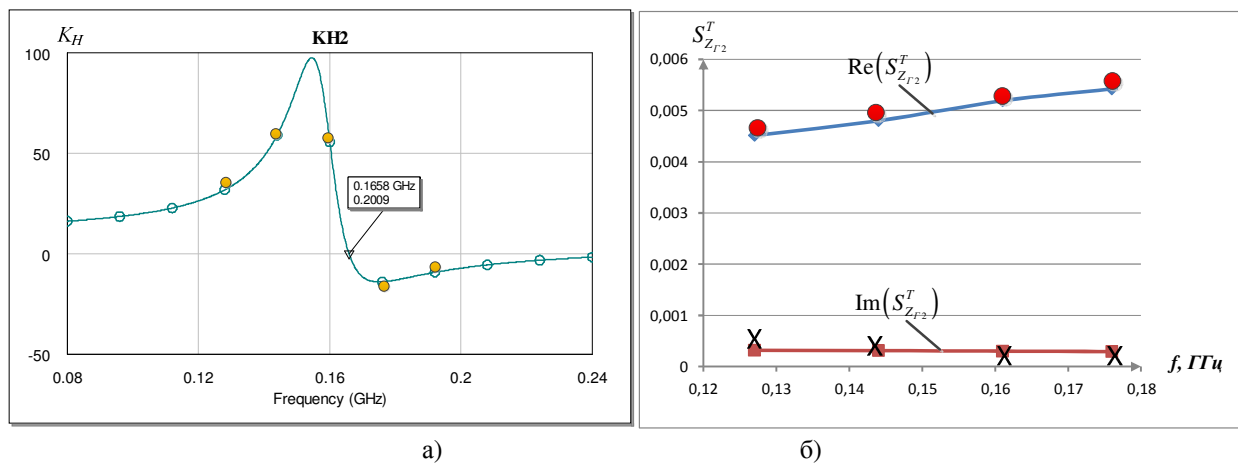 K_H
KH2
100
50
0
-50
0.1658 GHz
0.2009
0.08 0.12 0.16 0.2 0.24
Frequency (GHz)
а)
S^T_{Z_{Г2}}
0,006
0,005
0,004
0,003
0,002
0,001
0
Re(S^T_{Z_{Г2}})
Im(S^T_{Z_{Г2}})
X X X X
0,12 0,13 0,14 0,15 0,16 0,17 0,18
f, ГГц
б)